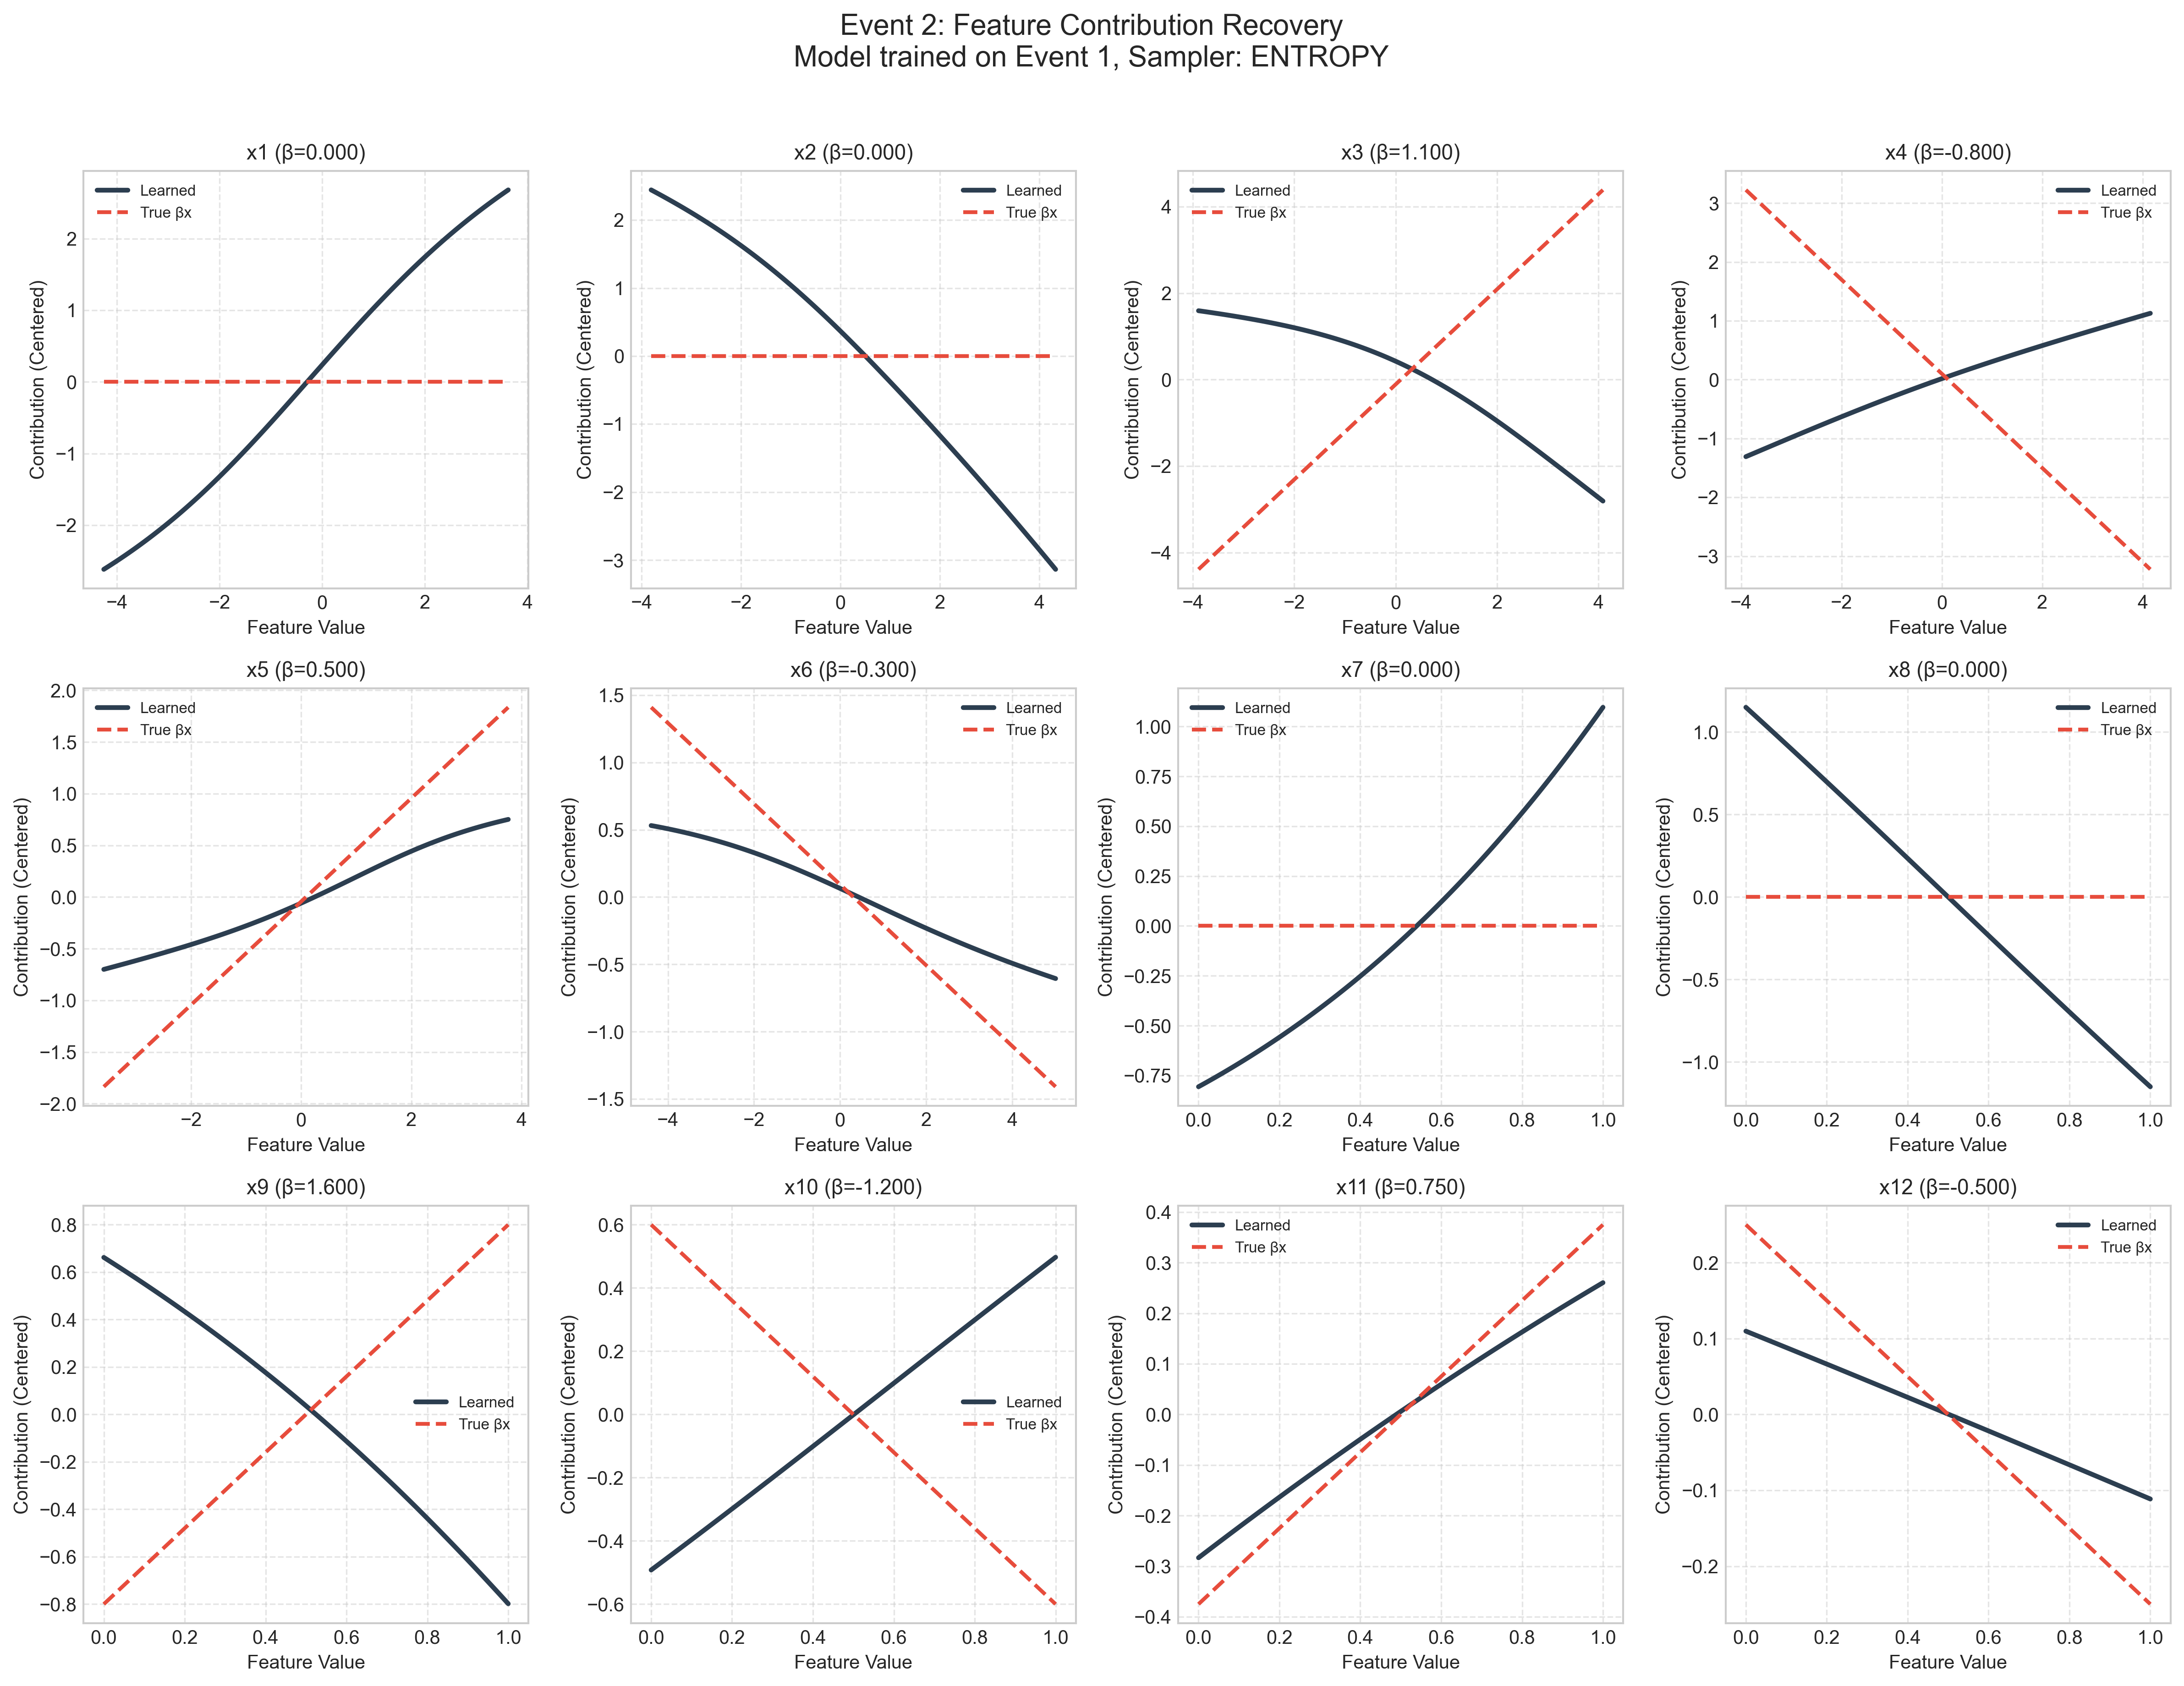 Event 2: Feature Contribution Recovery
Model trained on Event 1, Sampler: ENTROPY
x1 (β=0.000)
Learned
True βx
Contribution (Centered)
2
1
0
−1
−2
−4
−2
0
2
4
Feature Value
x2 (β=0.000)
Learned
True βx
Contribution (Centered)
2
1
0
−1
−2
−3
−4
−2
0
2
4
Feature Value
x3 (β=1.100)
Learned
True βx
Contribution (Centered)
4
2
0
−2
−4
−4
−2
0
2
4
Feature Value
x4 (β=-0.800)
Learned
True βx
Contribution (Centered)
3
2
1
0
−1
−2
−3
−4
−2
0
2
4
Feature Value
x5 (β=0.500)
Learned
True βx
Contribution (Centered)
2.0
1.5
1.0
0.5
0.0
−0.5
−1.0
−1.5
−2.0
−2
0
2
4
Feature Value
x6 (β=-0.300)
Learned
True βx
Contribution (Centered)
1.5
1.0
0.5
0.0
−0.5
−1.0
−1.5
−4
−2
0
2
4
Feature Value
x7 (β=0.000)
Learned
True βx
Contribution (Centered)
1.00
0.75
0.50
0.25
0.00
−0.25
−0.50
−0.75
0.0
0.2
0.4
0.6
0.8
1.0
Feature Value
x8 (β=0.000)
Learned
True βx
Contribution (Centered)
1.0
0.5
0.0
−0.5
−1.0
0.0
0.2
0.4
0.6
0.8
1.0
Feature Value
x9 (β=1.600)
Learned
True βx
Contribution (Centered)
0.8
0.6
0.4
0.2
0.0
−0.2
−0.4
−0.6
−0.8
0.0
0.2
0.4
0.6
0.8
1.0
Feature Value
x10 (β=-1.200)
Learned
True βx
Contribution (Centered)
0.6
0.4
0.2
0.0
−0.2
−0.4
−0.6
0.0
0.2
0.4
0.6
0.8
1.0
Feature Value
x11 (β=0.750)
Learned
True βx
Contribution (Centered)
0.4
0.3
0.2
0.1
0.0
−0.1
−0.2
−0.3
−0.4
0.0
0.2
0.4
0.6
0.8
1.0
Feature Value
x12 (β=-0.500)
Learned
True βx
Contribution (Centered)
0.2
0.1
0.0
−0.1
−0.2
0.0
0.2
0.4
0.6
0.8
1.0
Feature Value